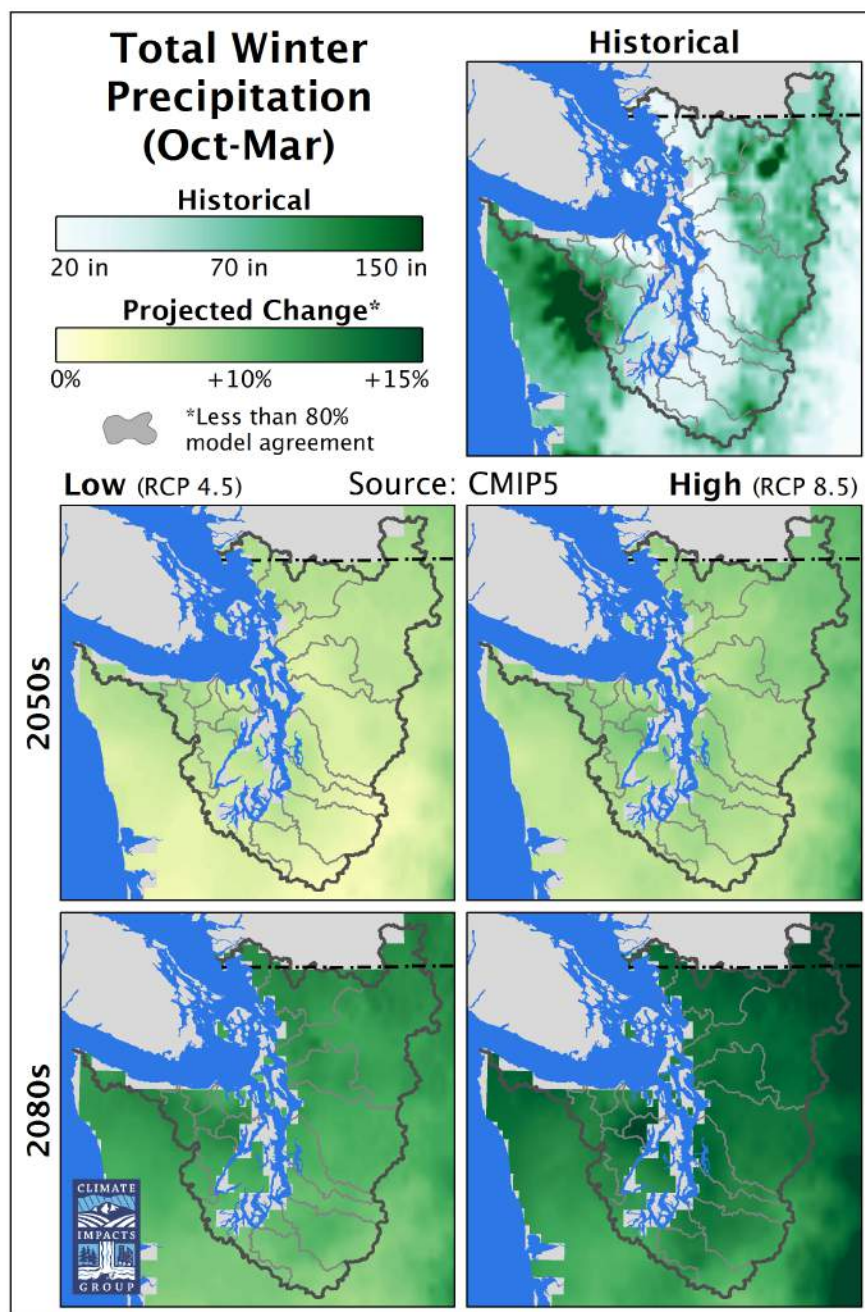 Total Winter
Precipitation
(Oct-Mar)
Historical
Historical
20 in 70 in 150 in
Projected Change*
0% +10% +15%
*Less than 80%
model agreement
Low (RCP 4.5) Source: CMIP5 High (RCP 8.5)
2050s
2080s
CLIMATE
IMPACTS
GROUP